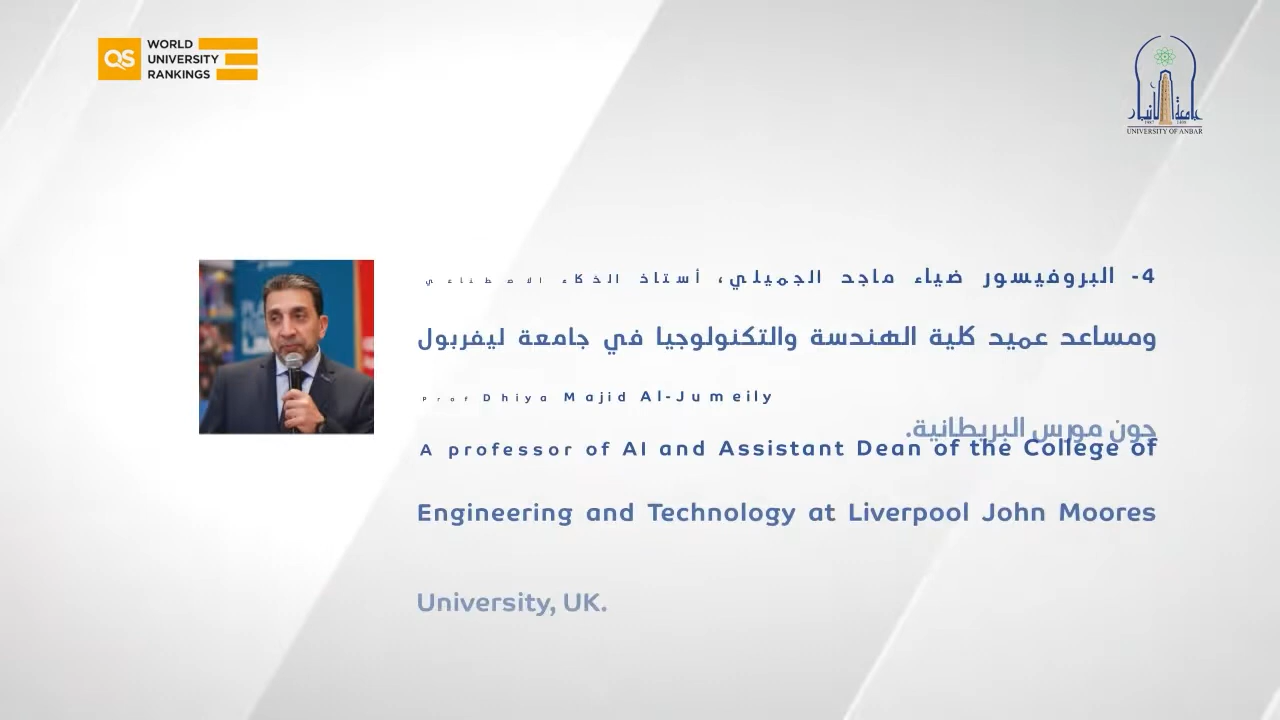 QS
WORLD
UNIVERSITY
RANKINGS
جامعة الأنبار
UNIVERSITY OF ANBAR
4- البروفيسور ضياء ماجد الجميلي، أستاذ الذكاء الاصطناعي
ومساعد عميد كلية الهندسة والتكنولوجيا في جامعة ليفربول
جون مورس البريطانية.
Prof Dhiya Majid Al-Jumeily
A professor of AI and Assistant Dean of the College of
Engineering and Technology at Liverpool John Moores
University, UK.